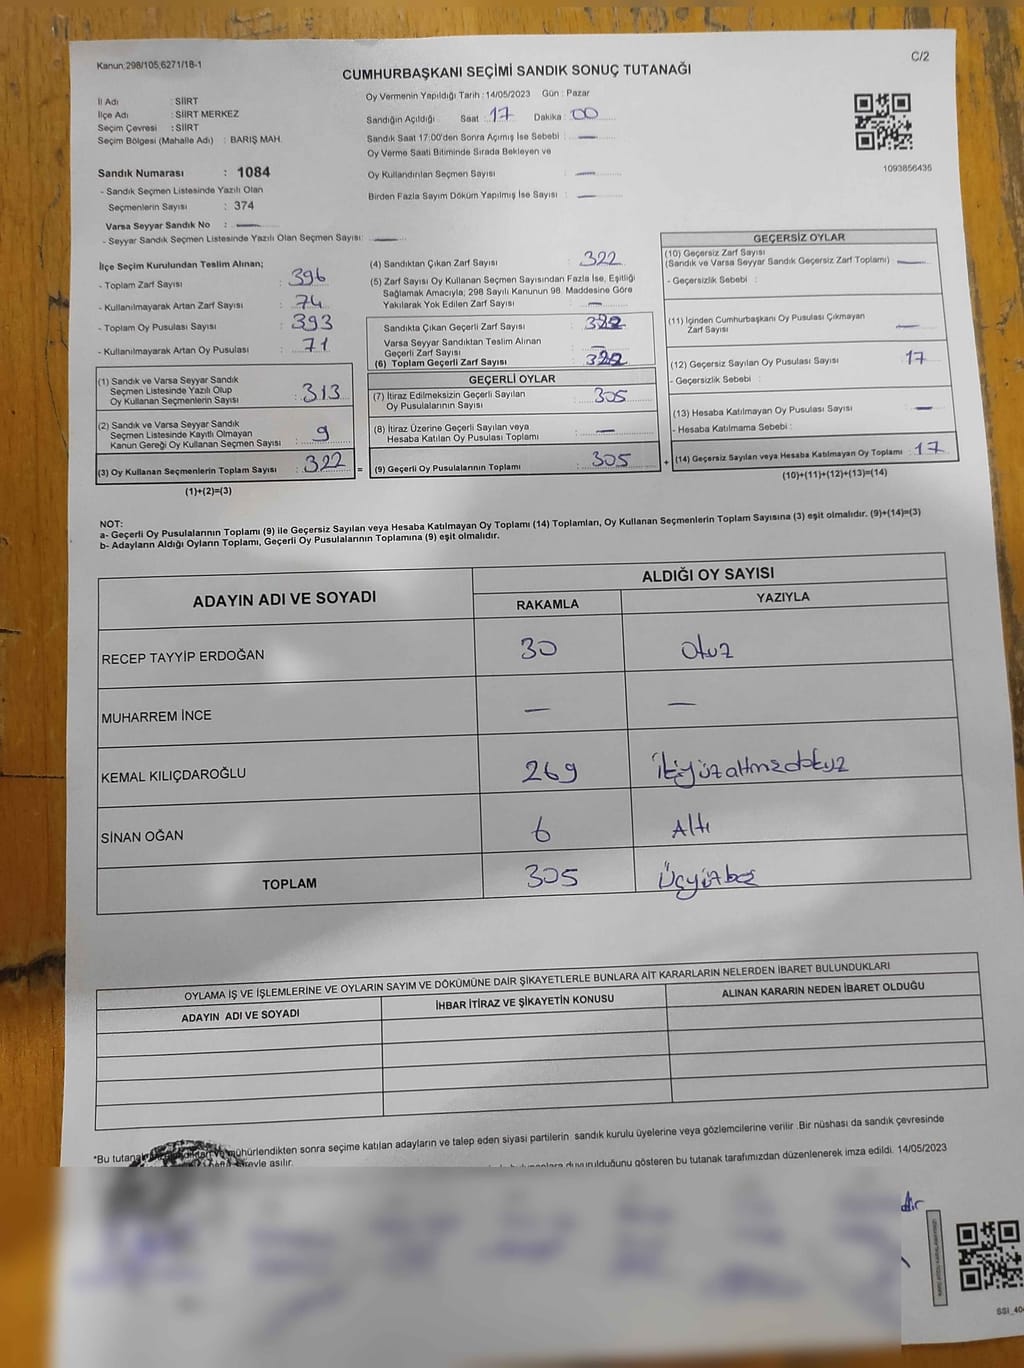 Kanun:298/105,6271/18-1
C/2
CUMHURBAŞKANI SEÇİMİ SANDIK SONUÇ TUTANAĞI
İl Adı : SİİRT
İlçe Adı : SİİRT MERKEZ
Seçim Çevresi : SİİRT
Seçim Bölgesi (Mahalle Adı) : BARIŞ MAH.
Sandık Numarası : 1084
- Sandık Seçmen Listesinde Yazılı Olan
Seçmenlerin Sayısı : 374
Varsa Seyyar Sandık No : —
- Seyyar Sandık Seçmen Listesinde Yazılı Olan Seçmen Sayısı: —
Oy Vermenin Yapıldığı Tarih : 14/05/2023 Gün : Pazar
Sandığın Açıldığı Saat : 17 Dakika : 00
Sandık Saat 17:00'den Sonra Açımış İse Sebebi : —
Oy Verme Saati Bitiminde Sırada Bekleyen ve
Oy Kullandırılan Seçmen Sayısı : —
Birden Fazla Sayım Döküm Yapılmış İse Sayısı : —
1093856435
İlçe Seçim Kurulundan Teslim Alınan;
- Toplam Zarf Sayısı : 396
- Kullanılmayarak Artan Zarf Sayısı : 74
- Toplam Oy Pusulası Sayısı : 393
- Kullanılmayarak Artan Oy Pusulası : 71
(1) Sandık ve Varsa Seyyar Sandık
Seçmen Listesinde Yazılı Olup
Oy Kullanan Seçmenlerin Sayısı : 313
(2) Sandık ve Varsa Seyyar Sandık
Seçmen Listesinde Kayıtlı Olmayan
Kanun Gereği Oy Kullanan Seçmen Sayısı : 9
(3) Oy Kullanan Seçmenlerin Toplam Sayısı : 322 =
(1)+(2)=(3)
(4) Sandıktan Çıkan Zarf Sayısı : 322
(5) Zarf Sayısı Oy Kullanan Seçmen Sayısından Fazla İse, Eşitliği
Sağlamak Amacıyla, 298 Sayılı Kanunun 98. Maddesine Göre
Yakılarak Yok Edilen Zarf Sayısı : —
Sandıkta Çıkan Geçerli Zarf Sayısı : 322
Varsa Seyyar Sandıktan Teslim Alınan
Geçerli Zarf Sayısı : —
(6) Toplam Geçerli Zarf Sayısı : 322
GEÇERLİ OYLAR
(7) İtiraz Edilmeksizin Geçerli Sayılan
Oy Pusulalarının Sayısı : 305
(8) İtiraz Üzerine Geçerli Sayılan veya
Hesaba Katılan Oy Pusulası Toplamı : —
(9) Geçerli Oy Pusulalarının Toplamı : 305 +
GEÇERSİZ OYLAR
(10) Geçersiz Zarf Sayısı
(Sandık ve Varsa Seyyar Sandık Geçersiz Zarf Toplamı) : —
- Geçersizlik Sebebi :
(11) İçinden Cumhurbaşkanı Oy Pusulası Çıkmayan
Zarf Sayısı : —
(12) Geçersiz Sayılan Oy Pusulası Sayısı : 17
- Geçersizlik Sebebi :
(13) Hesaba Katılmayan Oy Pusulası Sayısı : —
- Hesaba Katılmama Sebebi :
(14) Geçersiz Sayılan veya Hesaba Katılmayan Oy Toplamı : 17
(10)+(11)+(12)+(13)=(14)
NOT:
a- Geçerli Oy Pusulalarının Toplamı (9) ile Geçersiz Sayılan veya Hesaba Katılmayan Oy Toplamı (14) Toplamları, Oy Kullanan Seçmenlerin Toplam Sayısına (3) eşit olmalıdır. (9)+(14)=(3)
b- Adayların Aldığı Oyların Toplamı, Geçerli Oy Pusulalarının Toplamına (9) eşit olmalıdır.
ADAYIN ADI VE SOYADI
ALDIĞI OY SAYISI
RAKAMLA YAZIYLA
RECEP TAYYİP ERDOĞAN 30 Otuz
MUHARREM İNCE — —
KEMAL KILIÇDAROĞLU 269 İkiyüzaltmışdokuz
SİNAN OĞAN 6 Altı
TOPLAM 305 Üçyüzbeş
OYLAMA İŞ VE İŞLEMLERİNE VE OYLARIN SAYIM VE DÖKÜMÜNE DAİR ŞİKAYETLERLE BUNLARA AİT KARARLARIN NELERDEN İBARET BULUNDUKLARI
ADAYIN ADI VE SOYADI İHBAR İTİRAZ VE ŞİKAYETİN KONUSU ALINAN KARARIN NEDEN İBARET OLDUĞU
*Bu tutanak mühürlendikten sonra seçime katılan adayların ve talep eden siyasi partilerin sandık kurulu üyelerine veya gözlemcilerine verilir .Bir nüshası da sandık çevresinde
asılır.
duyurulduğunu gösteren bu tutanak tarafımızdan düzenlenerek imza edildi. 14/05/2023